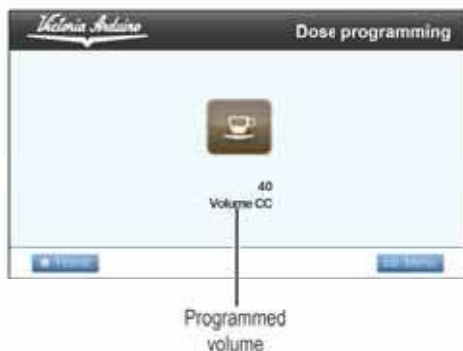 Victoria Arduino
Dose programming
40
Volume CC
Programmed
volume